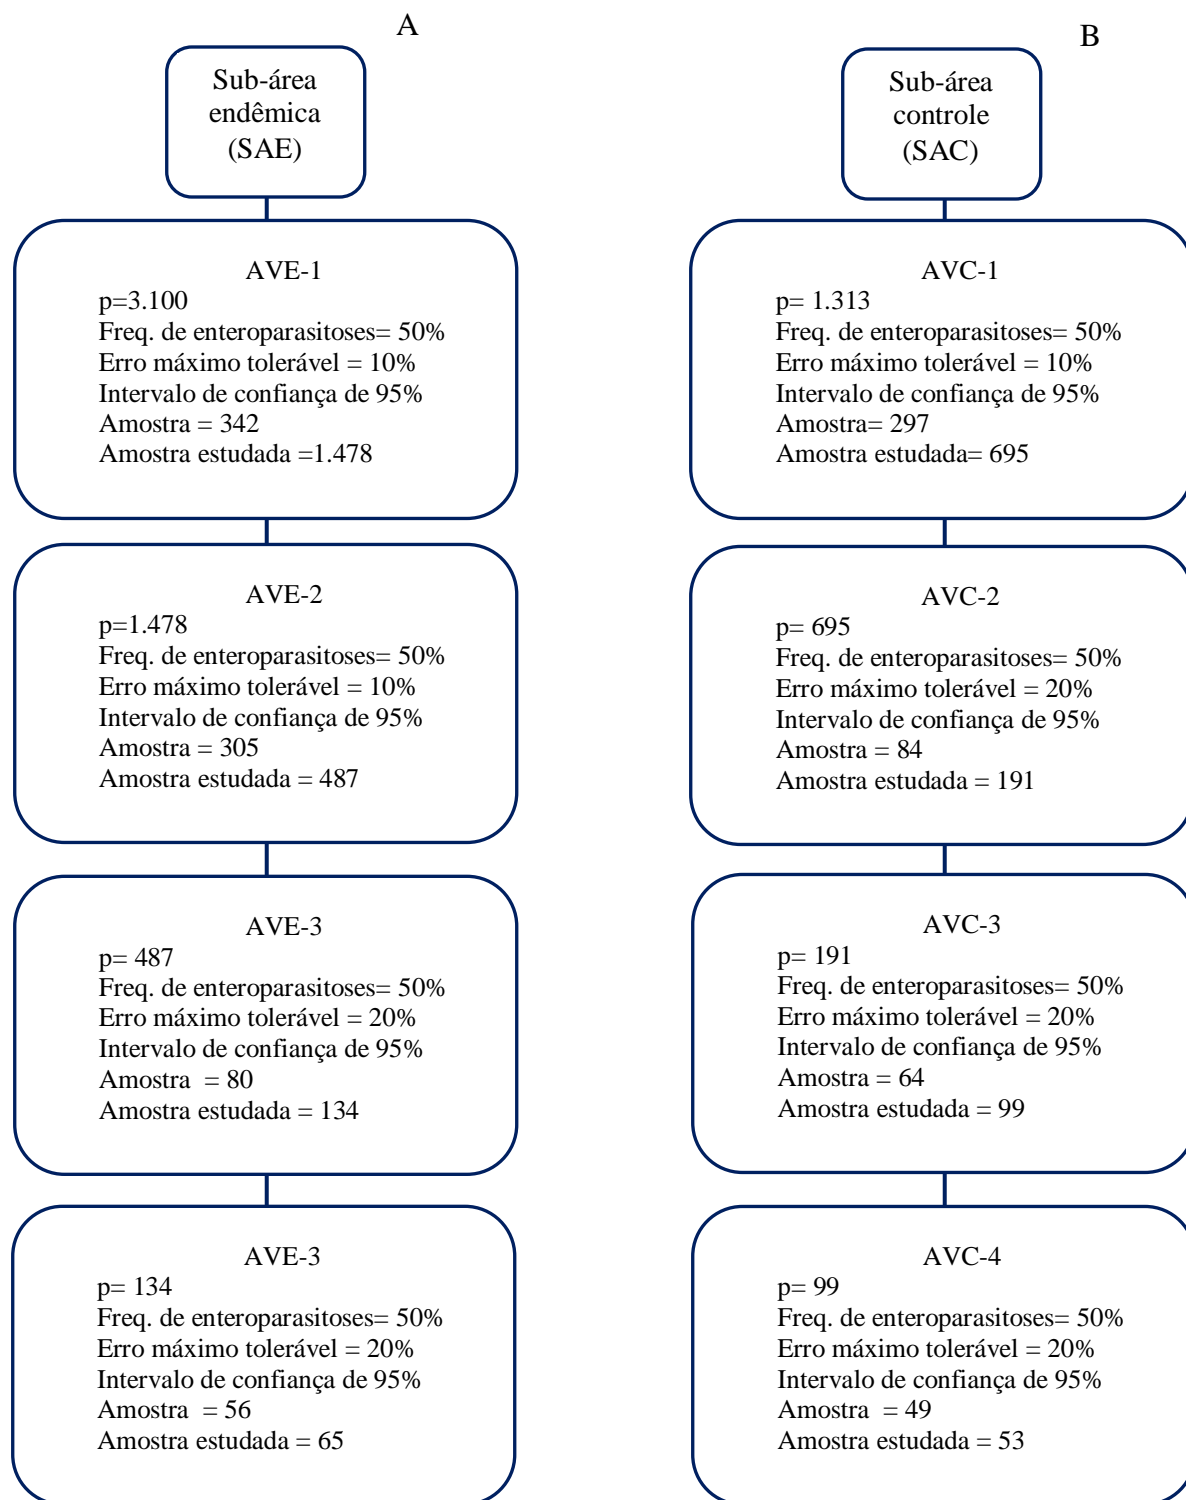 A
Sub-área
endêmica
(SAE)
AVE-1
p=3.100
Freq. de enteroparasitoses= 50%
Erro máximo tolerável = 10%
Intervalo de confiança de 95%
Amostra = 342
Amostra estudada =1.478
AVE-2
p=1.478
Freq. de enteroparasitoses= 50%
Erro máximo tolerável = 10%
Intervalo de confiança de 95%
Amostra = 305
Amostra estudada = 487
AVE-3
p= 487
Freq. de enteroparasitoses= 50%
Erro máximo tolerável = 20%
Intervalo de confiança de 95%
Amostra  = 80
Amostra estudada = 134
AVE-3
p= 134
Freq. de enteroparasitoses= 50%
Erro máximo tolerável = 20%
Intervalo de confiança de 95%
Amostra  = 56
Amostra estudada = 65
B
Sub-área
controle
(SAC)
AVC-1
p= 1.313
Freq. de enteroparasitoses= 50%
Erro máximo tolerável = 10%
Intervalo de confiança de 95%
Amostra= 297
Amostra estudada= 695
AVC-2
p= 695
Freq. de enteroparasitoses= 50%
Erro máximo tolerável = 20%
Intervalo de confiança de 95%
Amostra = 84
Amostra estudada = 191
AVC-3
p= 191
Freq. de enteroparasitoses= 50%
Erro máximo tolerável = 20%
Intervalo de confiança de 95%
Amostra = 64
Amostra estudada = 99
AVC-4
p= 99
Freq. de enteroparasitoses= 50%
Erro máximo tolerável = 20%
Intervalo de confiança de 95%
Amostra  = 49
Amostra estudada = 53